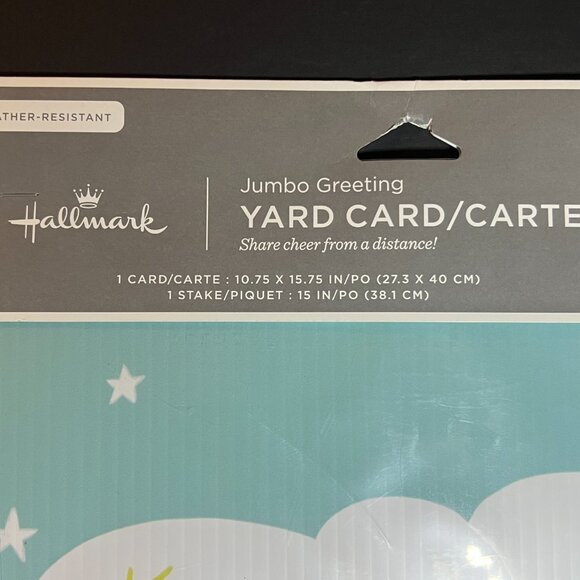 ATHER-RESISTANT
Hallmark
Jumbo Greeting
YARD CARD/CARTE
Share cheer from a distance!
1 CARD/CARTE : 10.75 X 15.75 IN/PO (27.3 X 40 CM)
1 STAKE/PIQUET : 15 IN/PO (38.1 CM)